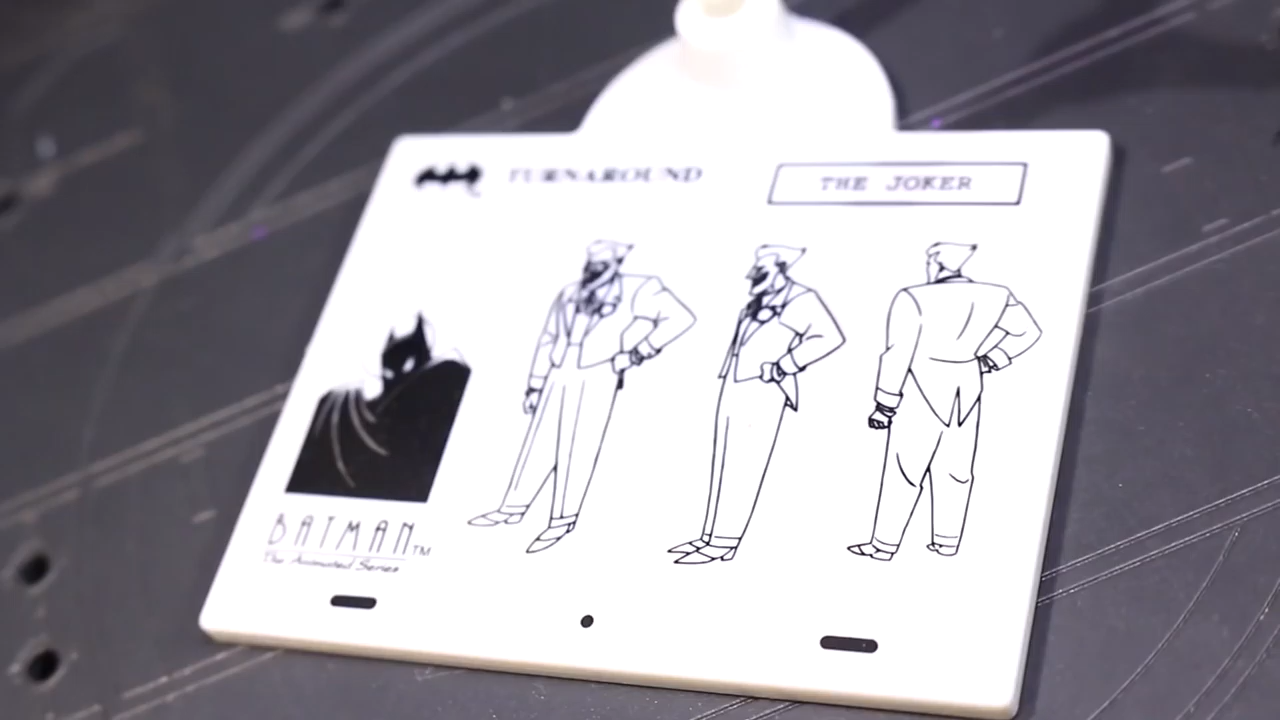 TURNAROUND
THE JOKER
BATMAN™
The Animated Series